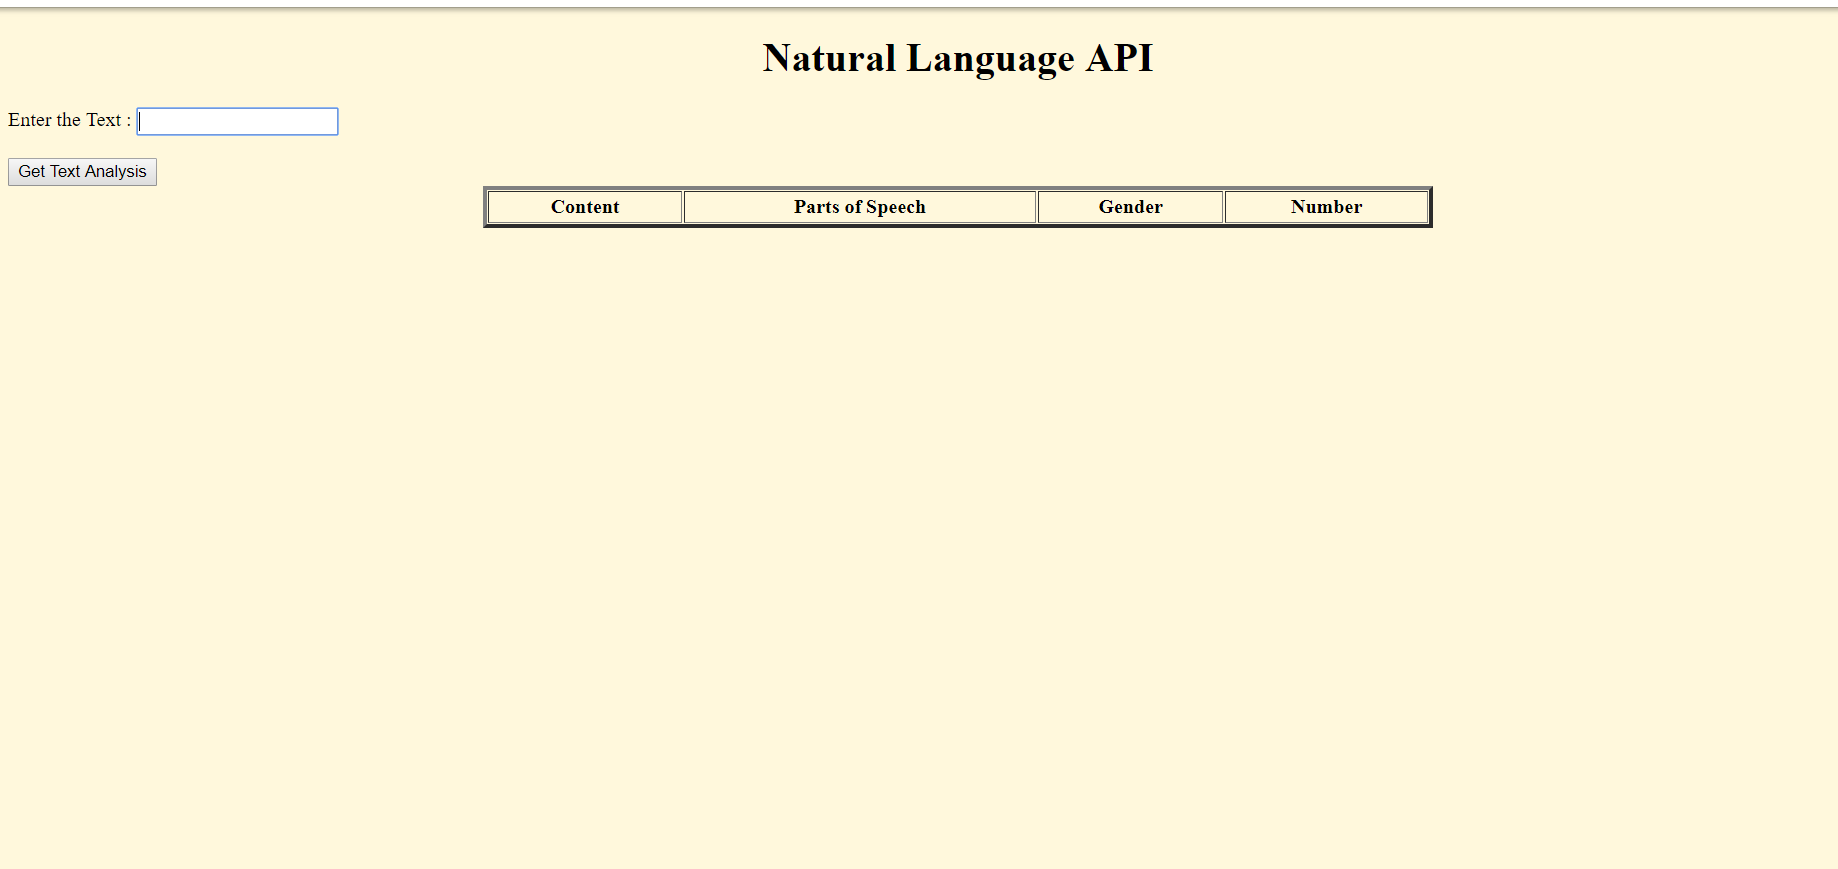 Natural Language API
Enter the Text :
Get Text Analysis
Content Parts of Speech Gender Number